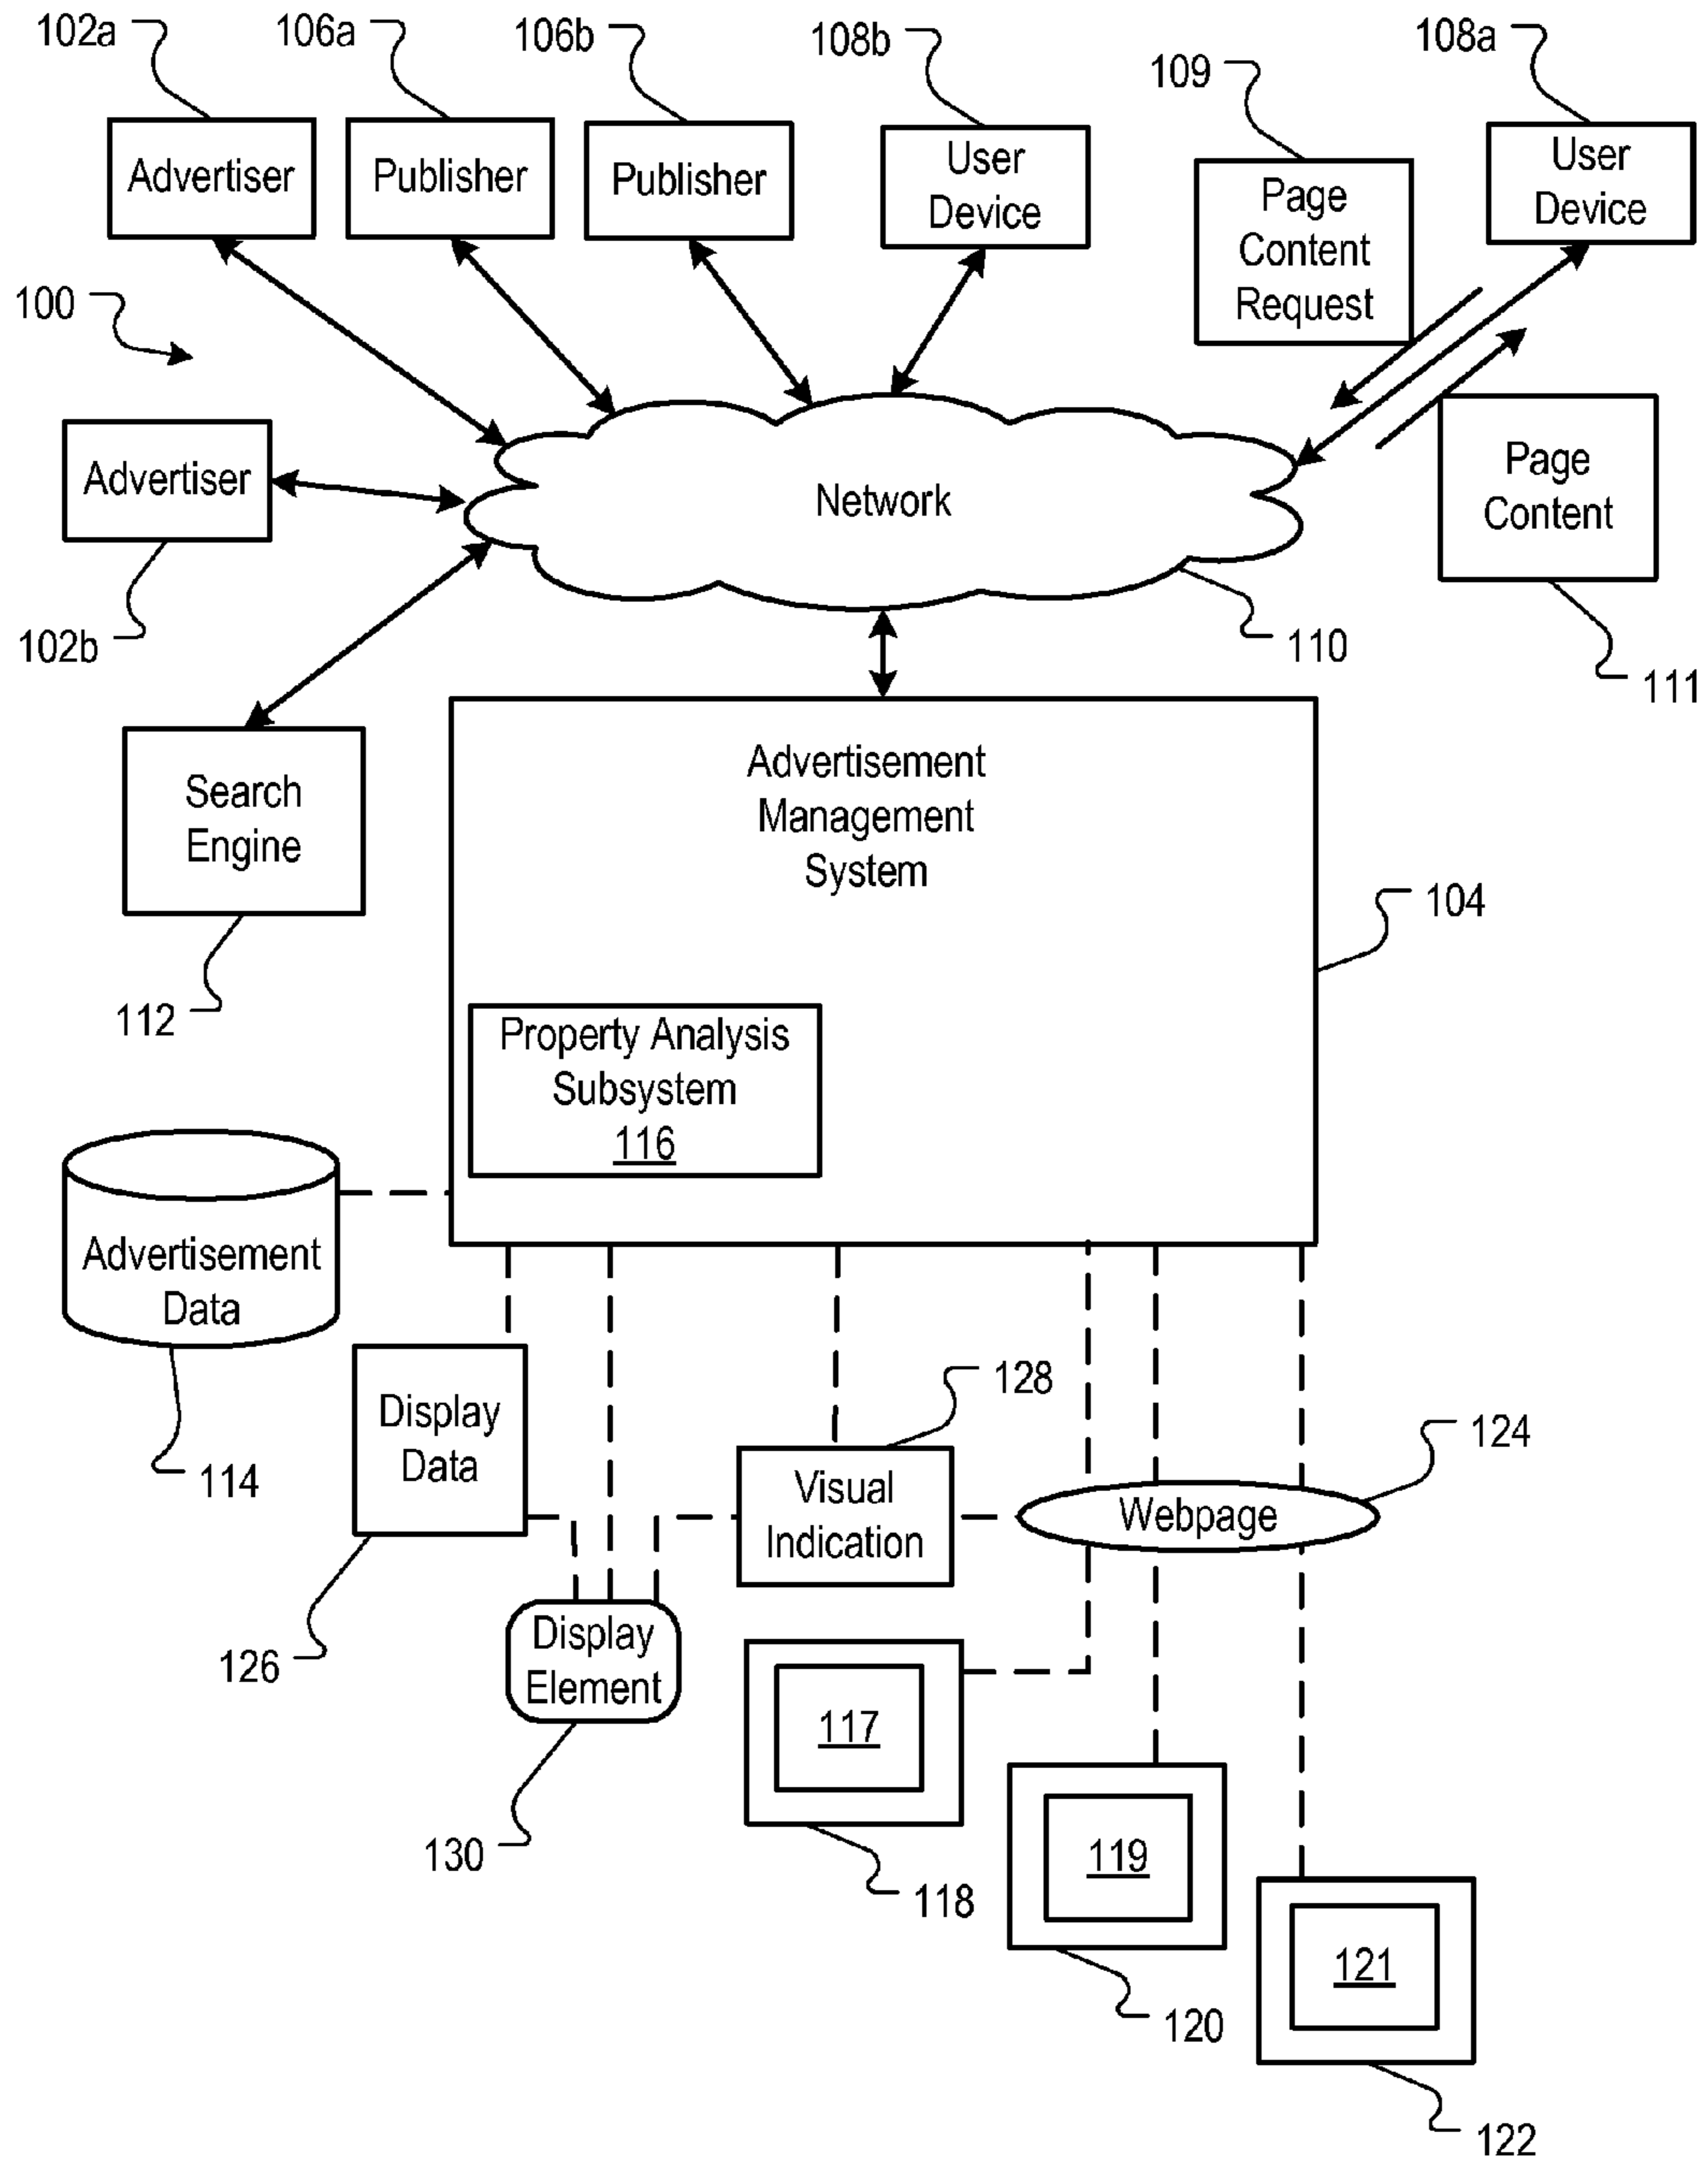 102a
106a
106b
108b
109
108a
Advertiser
Publisher
Publisher
User
Device
Page
Content
Request
User
Device
100
Advertiser
Network
Page
Content
102b
110
111
Search
Engine
Advertisement
Management
System
104
112
Property Analysis
Subsystem
116
Advertisement
Data
114
Display
Data
128
124
Visual
Indication
Webpage
126
Display
Element
117
130
118
119
120
121
122